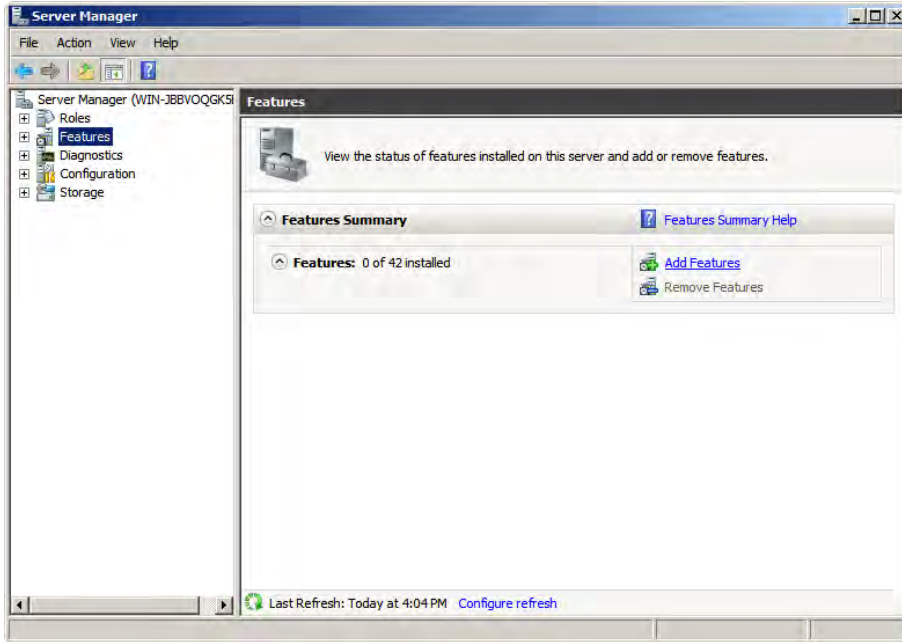 Server Manager
File Action View Help
Server Manager (WIN-JBBVOQGK5
Roles
Features
Diagnostics
Configuration
Storage
Features
View the status of features installed on this server and add or remove features.
Features Summary
Features Summary Help
Features: 0 of 42 installed
Add Features
Remove Features
Last Refresh: Today at 4:04 PM Configure refresh